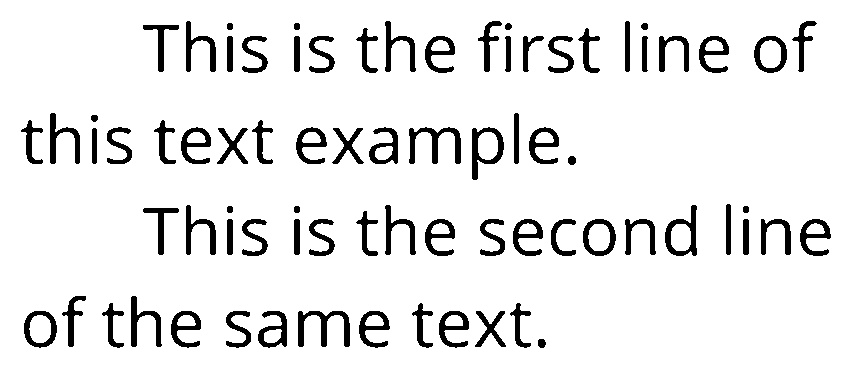 This is the first line of
this text example.
This is the second line
of the same text.